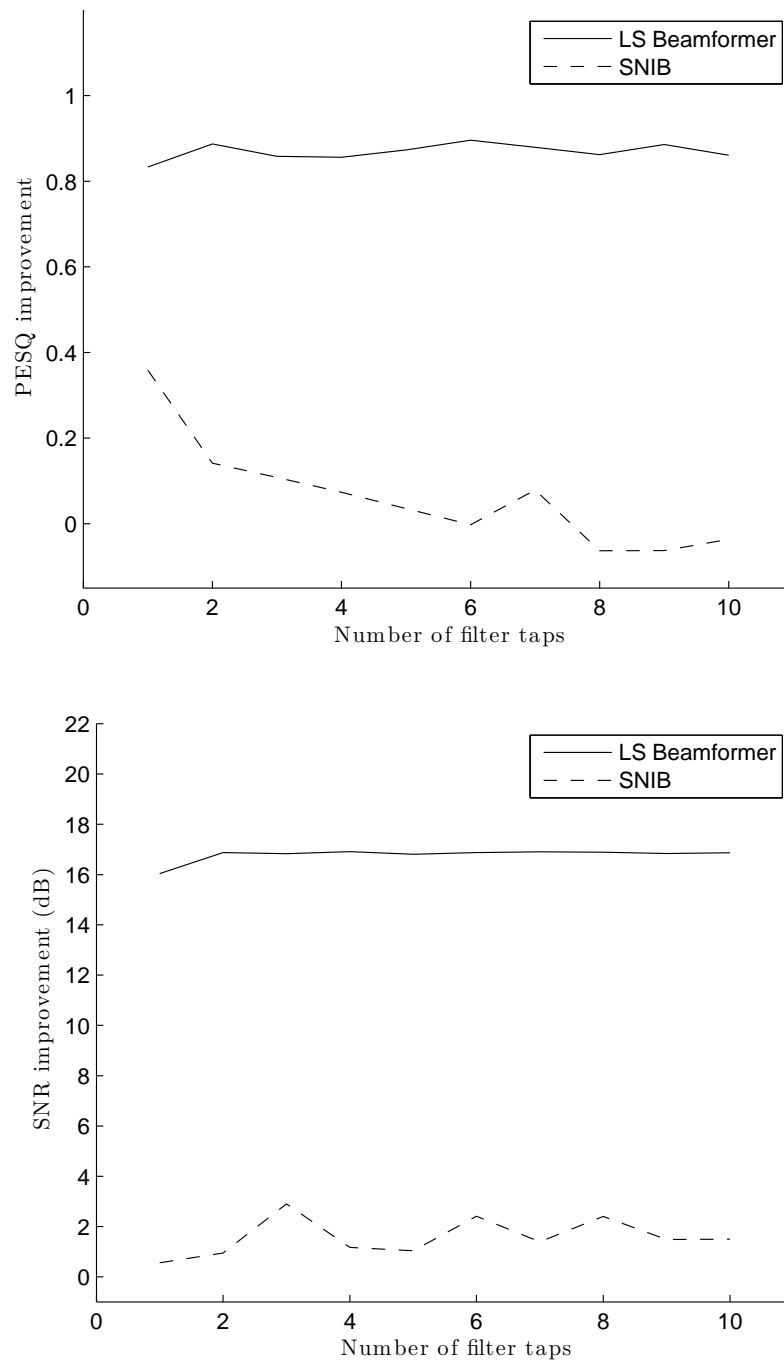 LS Beamformer
SNIB
1
0.8
0.6
0.4
0.2
0
PESQ improvement
0 2 4 6 8 10
Number of filter taps
LS Beamformer
SNIB
22
20
18
16
14
12
10
8
6
4
2
0
SNR improvement (dB)
0 2 4 6 8 10
Number of filter taps